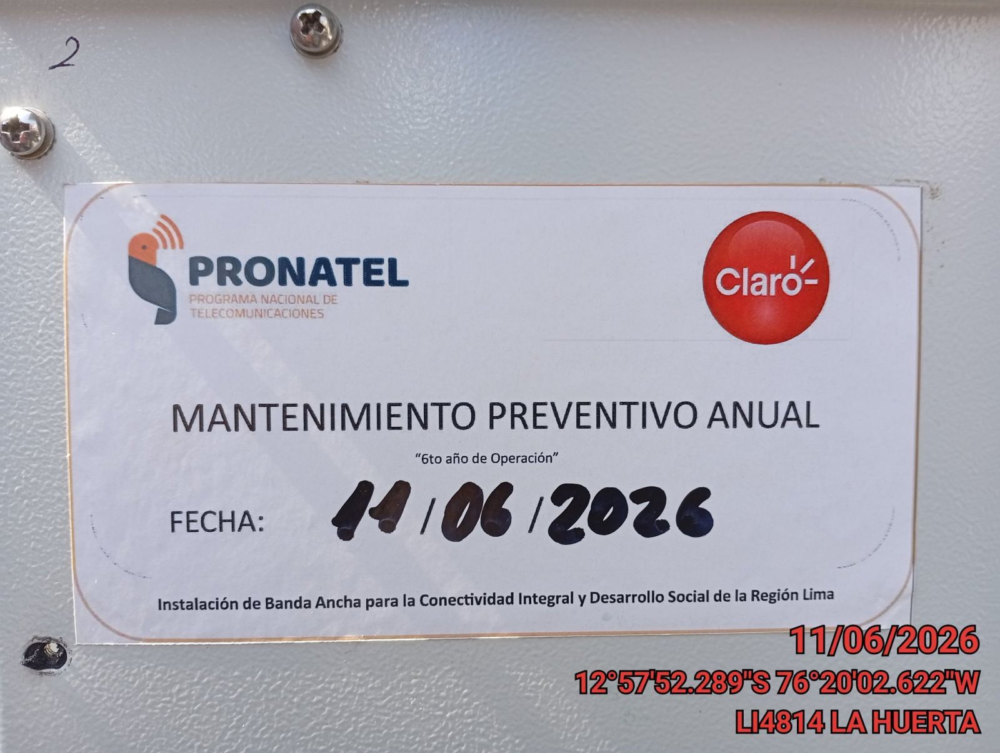 2
PRONATEL
PROGRAMA NACIONAL DE
TELECOMUNICACIONES
Claro
MANTENIMIENTO PREVENTIVO ANUAL
“6to año de Operación”
FECHA: 11/06/2026
Instalación de Banda Ancha para la Conectividad Integral y Desarrollo Social de la Región Lima
11/06/2026
12°57'52.289"S 76°20'02.622"W
LI4814 LA HUERTA